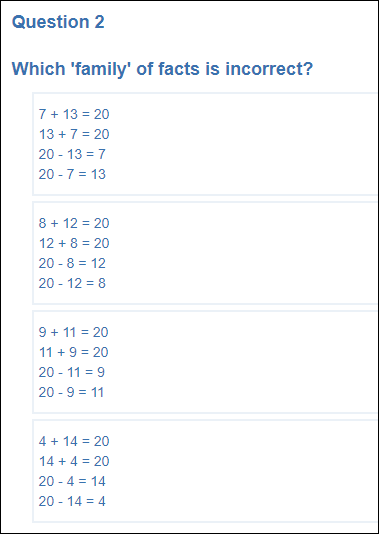 Question 2
Which 'family' of facts is incorrect?
7 + 13 = 20
13 + 7 = 20
20 - 13 = 7
20 - 7 = 13
8 + 12 = 20
12 + 8 = 20
20 - 8 = 12
20 - 12 = 8
9 + 11 = 20
11 + 9 = 20
20 - 11 = 9
20 - 9 = 11
4 + 14 = 20
14 + 4 = 20
20 - 4 = 14
20 - 14 = 4